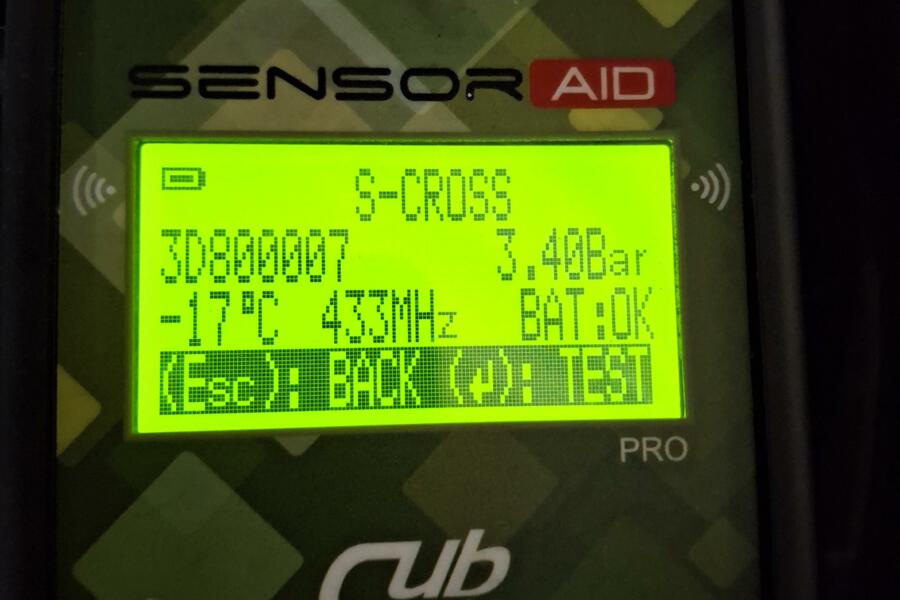 SENSOR AID
S-CROSS
3D800007 3.40Bar
-17°C 433MHz BAT:OK
(Esc): BACK (↲): TEST
PRO
cub